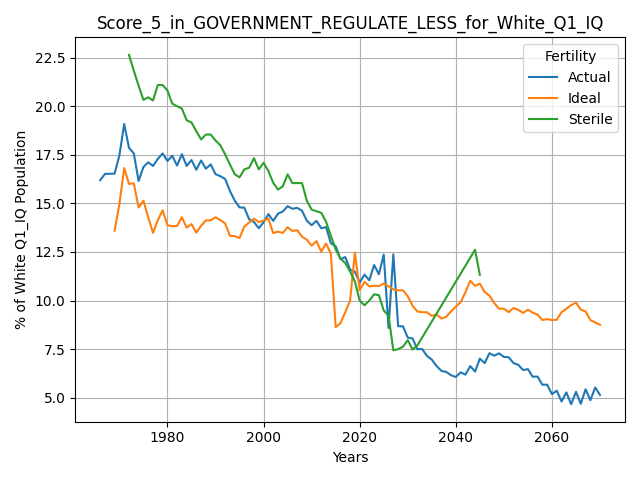 Score_5_in_GOVERNMENT_REGULATE_LESS_for_White_Q1_IQ
Fertility
Actual
Ideal
Sterile
% of White Q1_IQ Population
22.5
20.0
17.5
15.0
12.5
10.0
7.5
5.0
1980 2000 2020 2040 2060
Years